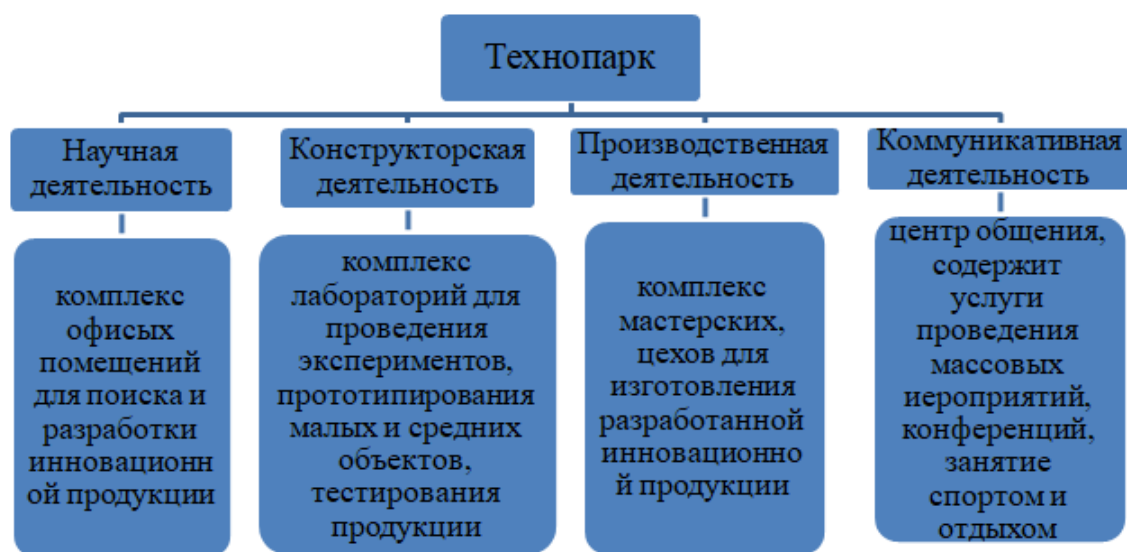 Технопарк
Научная
деятельность
Конструкторская
деятельность
Производственная
деятельность
Коммуникативная
деятельность
комплекс
офисых
помещений
для поиска и
разработки
инновационн
ой продукции
комплекс
лабораторий для
проведения
экспериментов,
прототипирования
малых и средних
объектов,
тестирования
продукции
комплекс
мастерских,
цехов для
изготовления
разработанной
инновационно
й продукции
центр общения,
содержит
услуги
проведения
массовых
иероприятий,
конференций,
занятие
спортом и
отдыхом